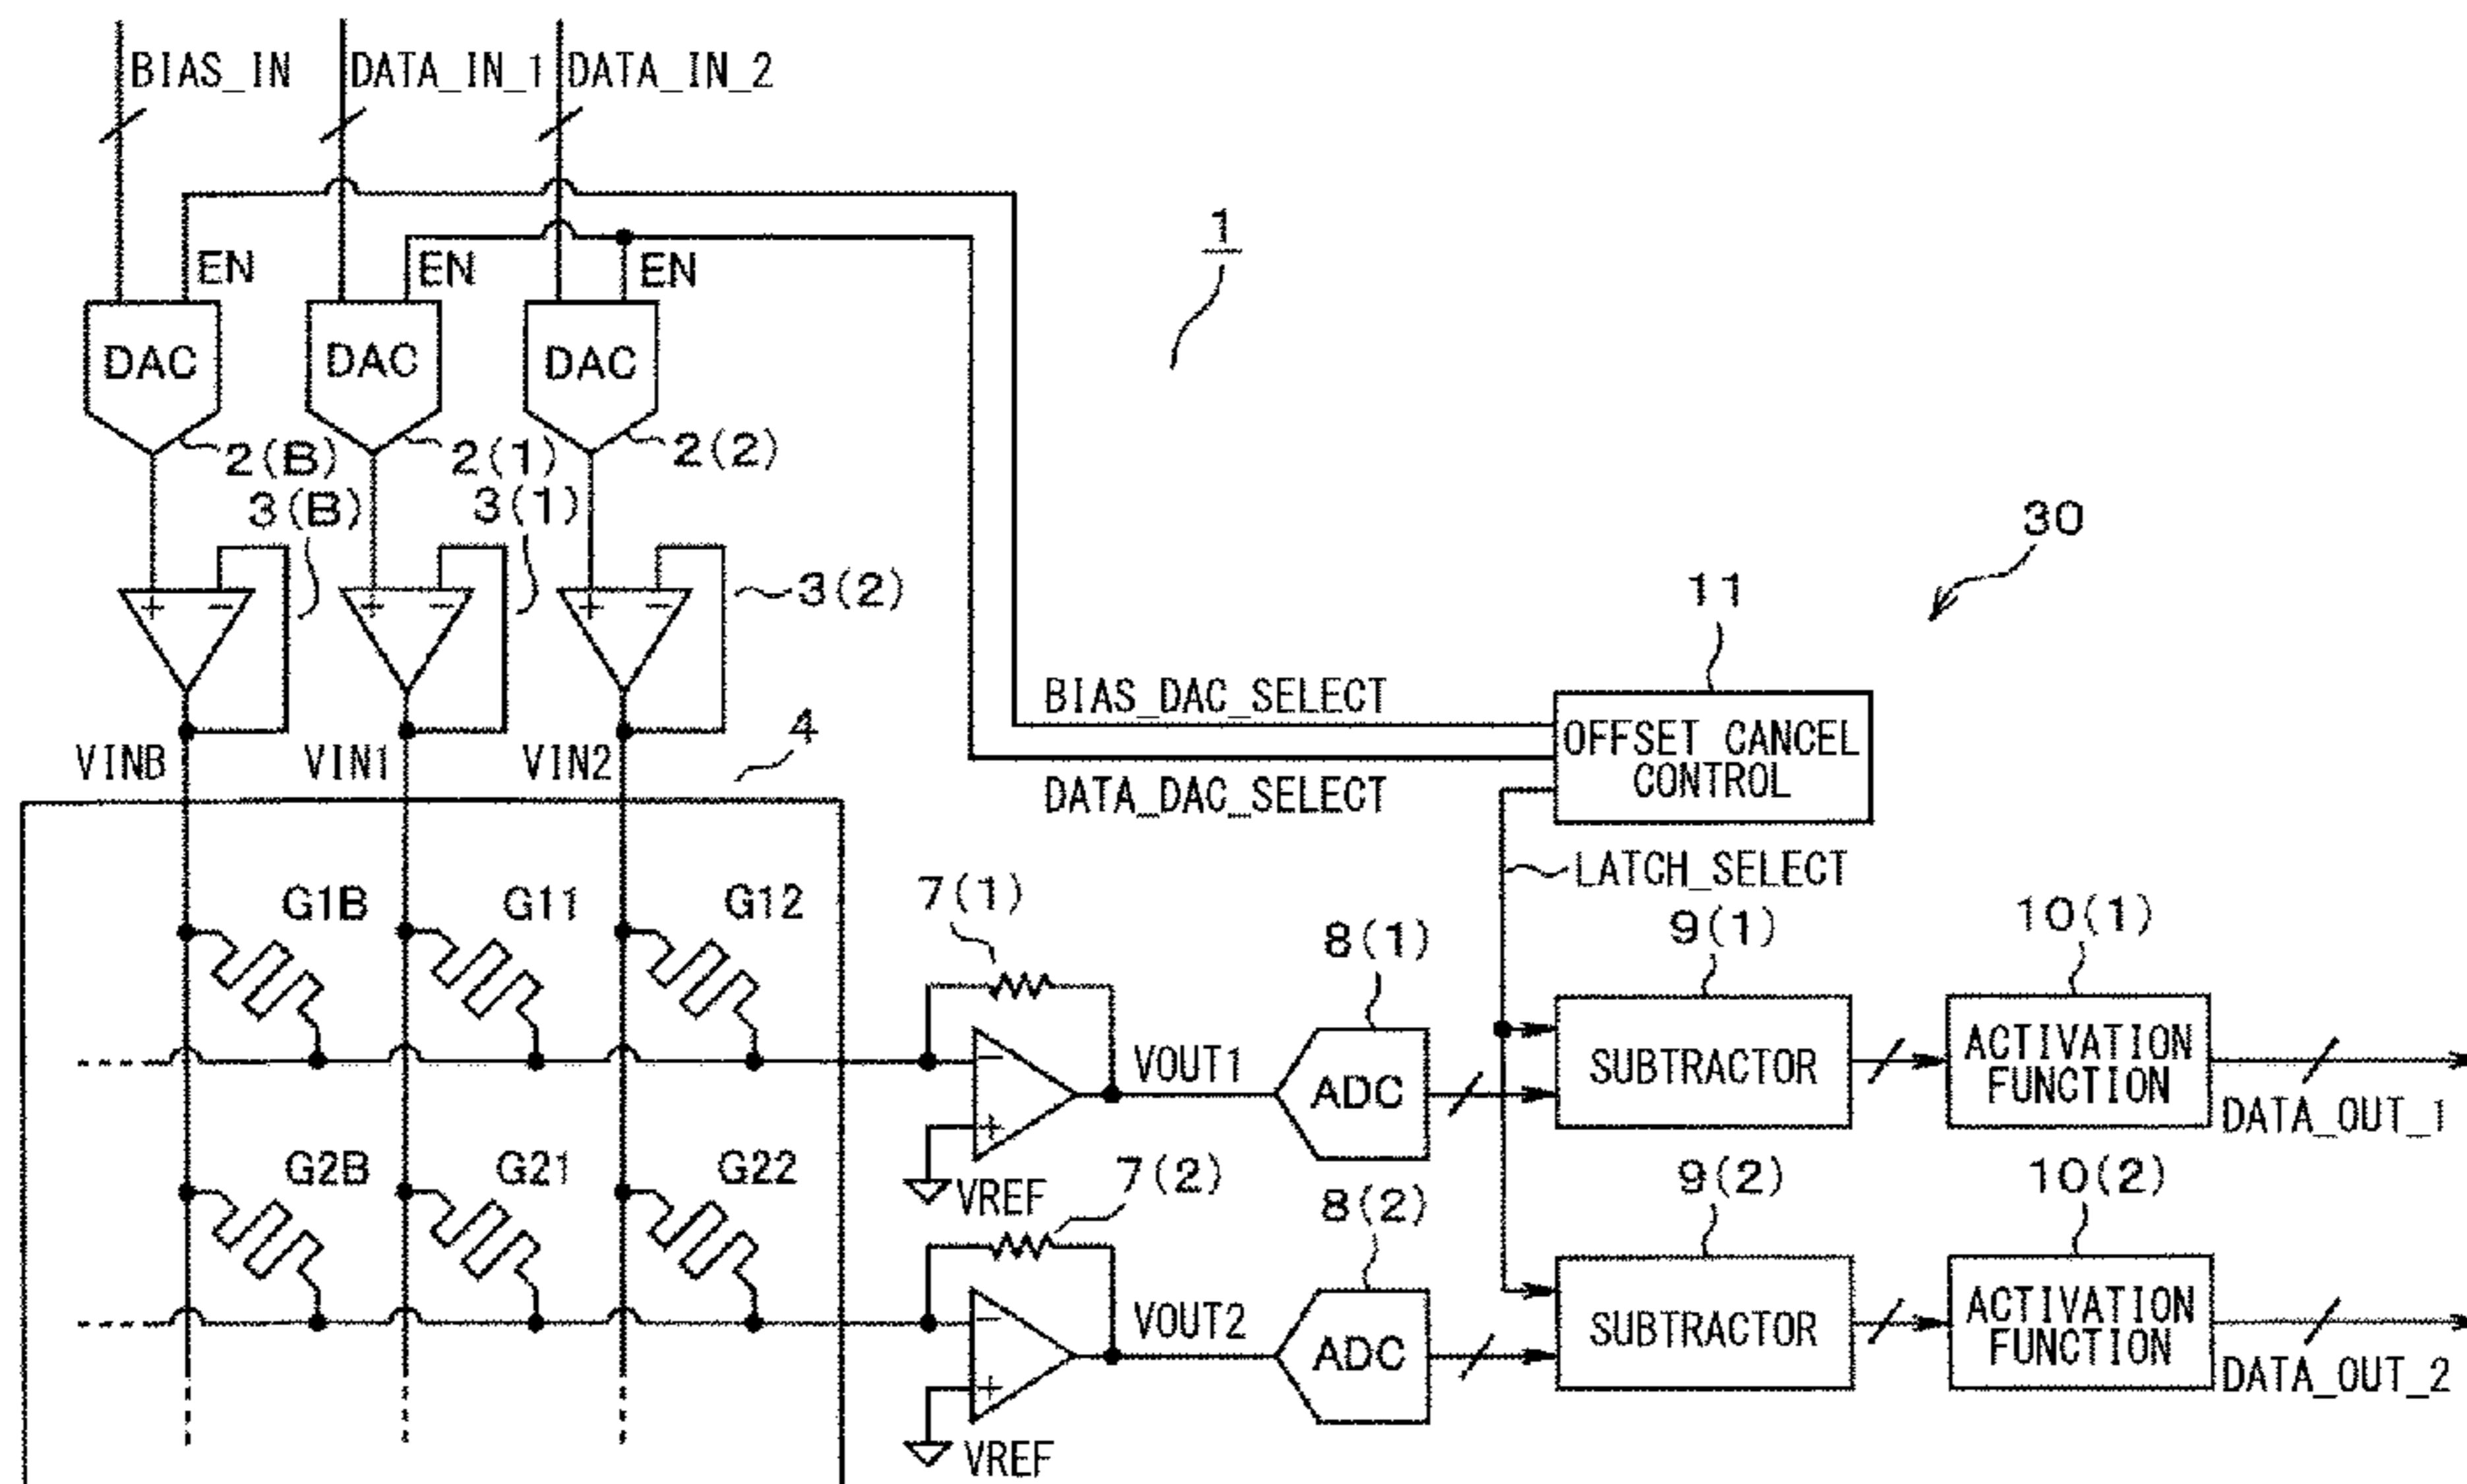 BIAS_IN DATA_IN_1 DATA_IN_2
1
EN EN EN
DAC DAC DAC
2(B) 2(1) 2(2)
3(B) 3(1)
30
+ - + - + - 3(2)
11
BIAS_DAC_SELECT
4
OFFSET CANCEL
CONTROL
VINB VIN1 VIN2
DATA_DAC_SELECT
LATCH_SELECT
G1B G11 G12
7(1)
8(1)
9(1)
10(1)
-
VOUT1
ADC
SUBTRACTOR
ACTIVATION
FUNCTION
+
DATA_OUT_1
G2B G21 G22
VREF
7(2)
8(2)
9(2)
10(2)
-
VOUT2
ADC
SUBTRACTOR
ACTIVATION
FUNCTION
+
DATA_OUT_2
VREF